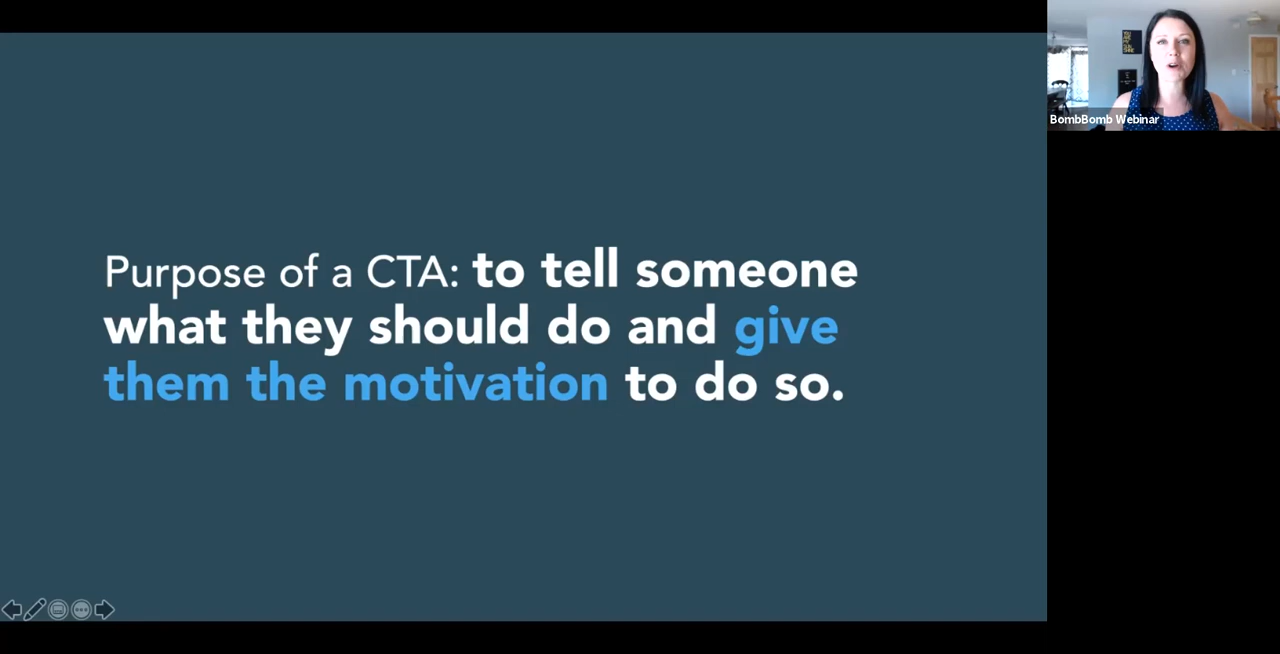 Purpose of a CTA: to tell someone
what they should do and give
them the motivation to do so.
BombBomb Webinar